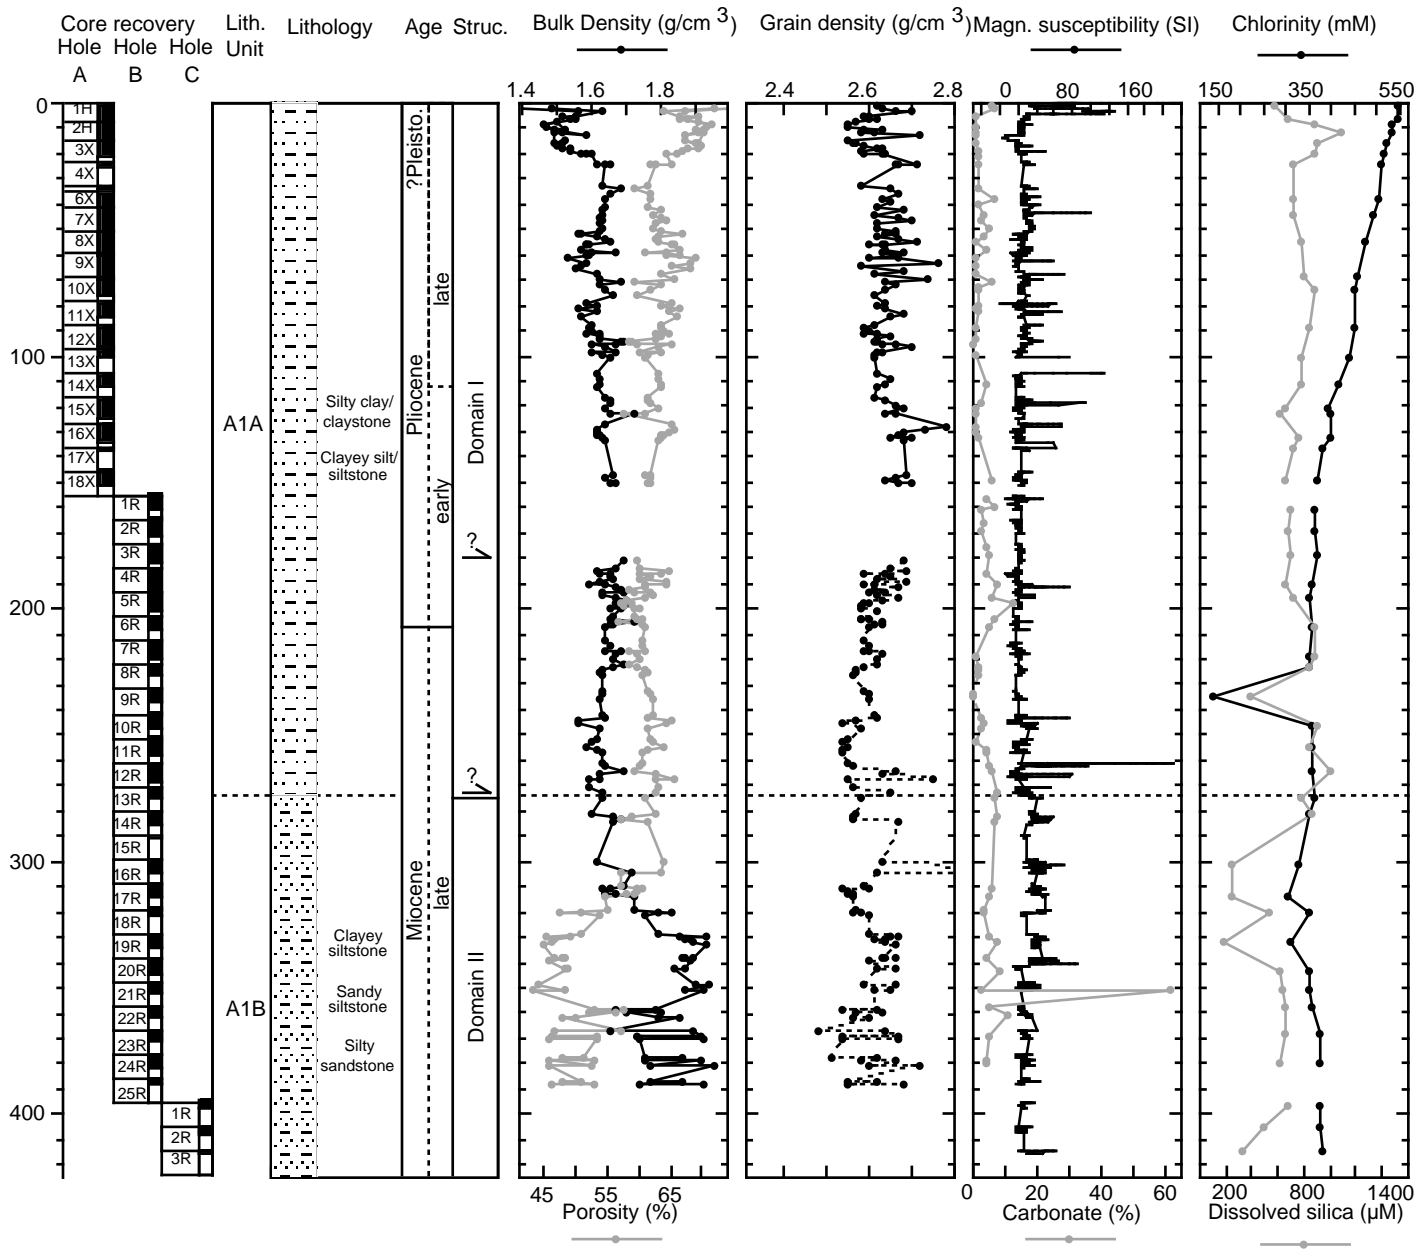 Core recovery
Hole Hole Hole
A B C
Lith.
Unit
Lithology
Age Struc.
Bulk Density (g/cm 3)
Grain density (g/cm 3)
Magn. susceptibility (SI)
Chlorinity (mM)
1.4 1.6 1.8
2.4 2.6 2.8
0 80 160
150 350 550
0
100
200
300
400
1H
2H
3X
4X
6X
7X
8X
9X
10X
11X
12X
13X
14X
15X
16X
17X
18X
1R
2R
3R
4R
5R
6R
7R
8R
9R
10R
11R
12R
13R
14R
15R
16R
17R
18R
19R
20R
21R
22R
23R
24R
25R
1R
2R
3R
A1A
A1B
Silty clay/
claystone
Clayey silt/
siltstone
Clayey
siltstone
Sandy
siltstone
Silty
sandstone
?Pleisto.
Pliocene
Miocene
late
early
late
Domain I
?
?
Domain II
45 55 65
Porosity (%)
0 20 40 60
Carbonate (%)
200 800 1400
Dissolved silica (µM)